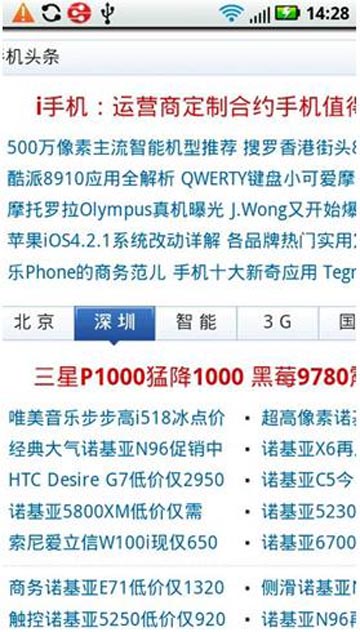 14:28
机头条
i手机：运营商定制合约手机值
500万像素主流智能机型推荐 搜罗香港街头
酷派8910应用全解析 QWERTY键盘小可爱摩
摩托罗拉Olympus真机曝光 J.Wong又开始爆
苹果iOS4.2.1系统改动详解 各品牌热门实用
乐Phone的商务范儿 手机十大新奇应用 Tegr
北京 深圳 智能 3G 国
三星P1000猛降1000 黑莓9780
唯美音乐步步高i518冰点价 • 超高像素诺
经典大气诺基亚N96促销中 • 诺基亚X6再
HTC Desire G7低价仅2950 • 诺基亚C5今
诺基亚5800XM低价仅需 • 诺基亚5230
索尼爱立信W100i现仅650 • 诺基亚6700
商务诺基亚E71低价仅1320 • 侧滑诺基亚N
触控诺基亚5250低价仅920 • 诺基亚N96再